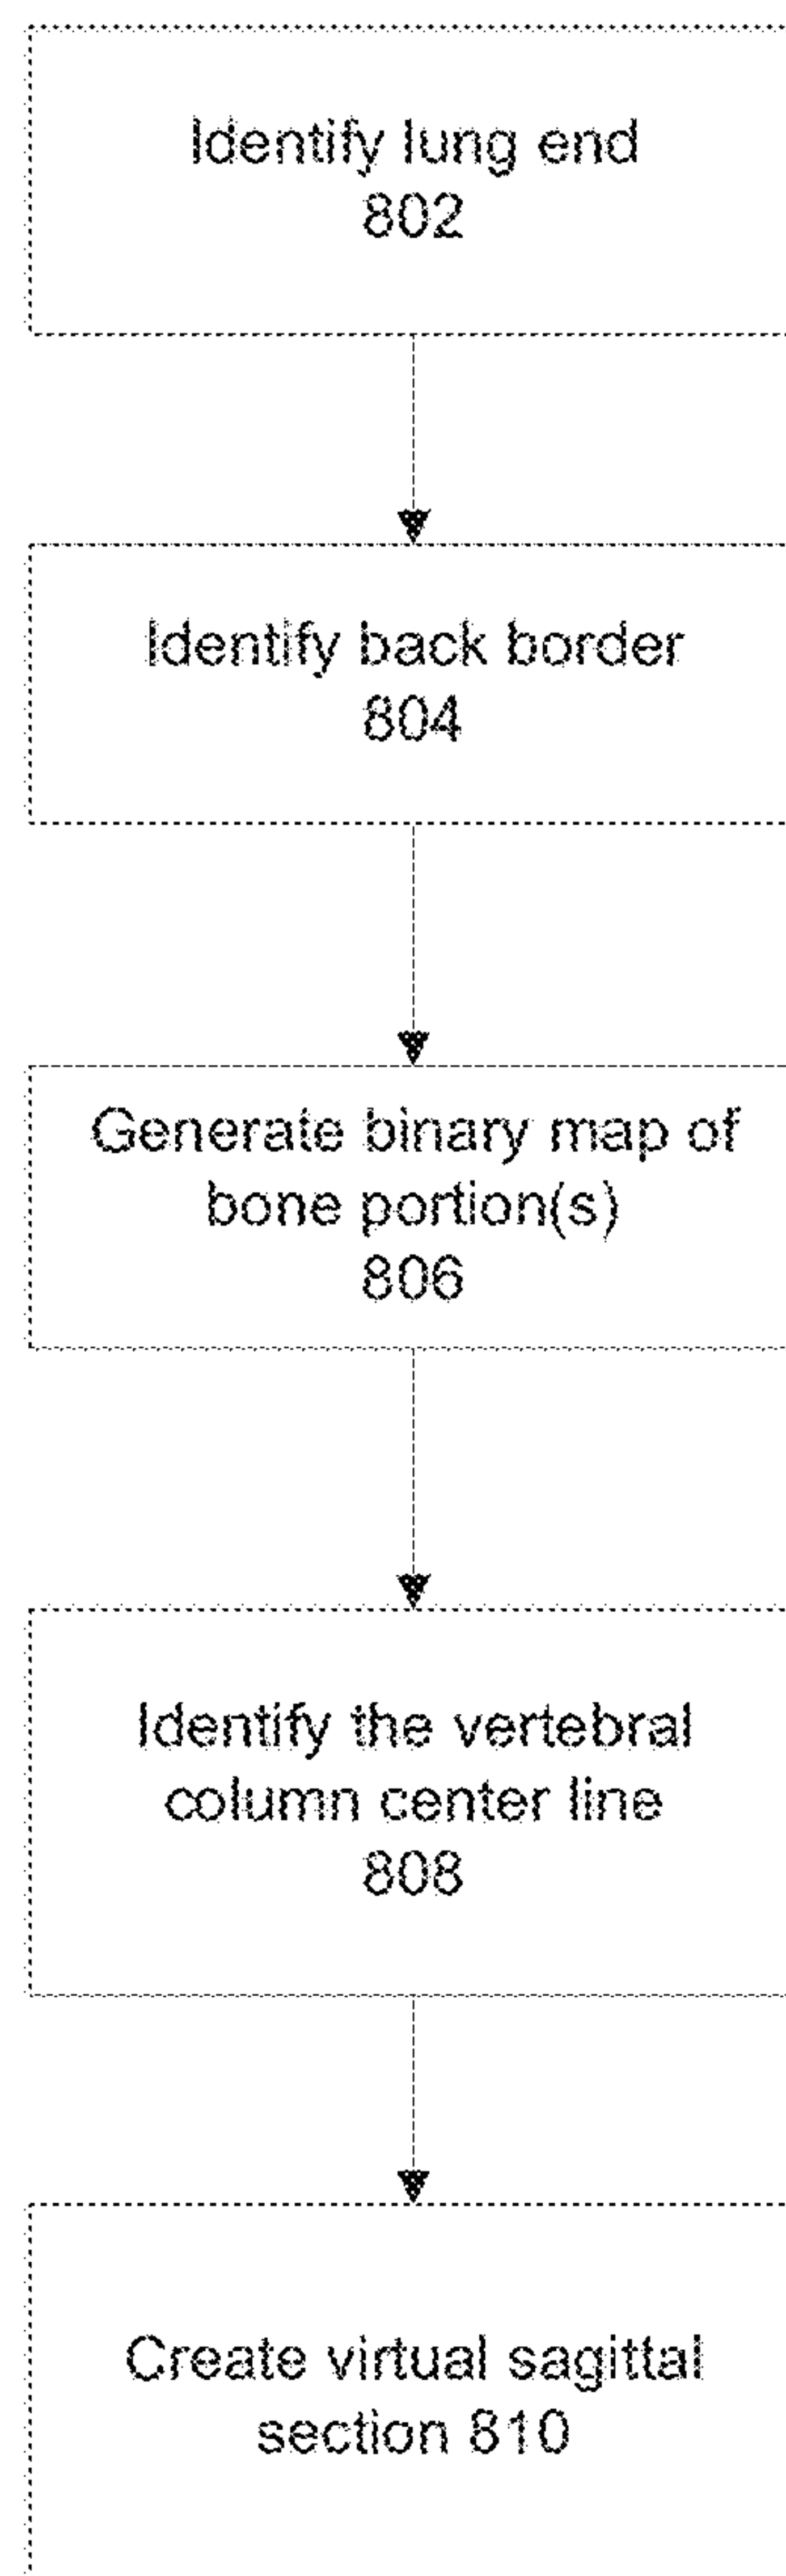 Identify lung end
802
Identify back border
804
Generate binary map of
bone portion(s)
806
Identify the vertebral
column center line
808
Create virtual sagittal
section 810